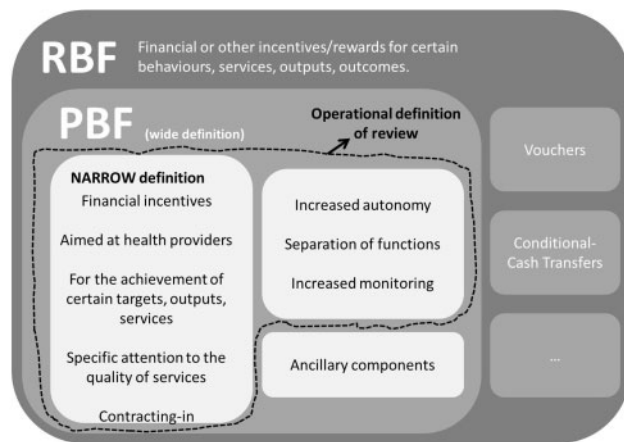 RBF
Financial or other incentives/rewards for certain
behaviours, services, outputs, outcomes.
PBF (wide definition)
Operational definition
of review
NARROW definition
Financial incentives
Aimed at health providers
For the achievement of
certain targets, outputs,
services
Specific attention to the
quality of services
Contracting-in
Increased autonomy
Separation of functions
Increased monitoring
Ancillary components
Vouchers
Conditional-
Cash Transfers
...